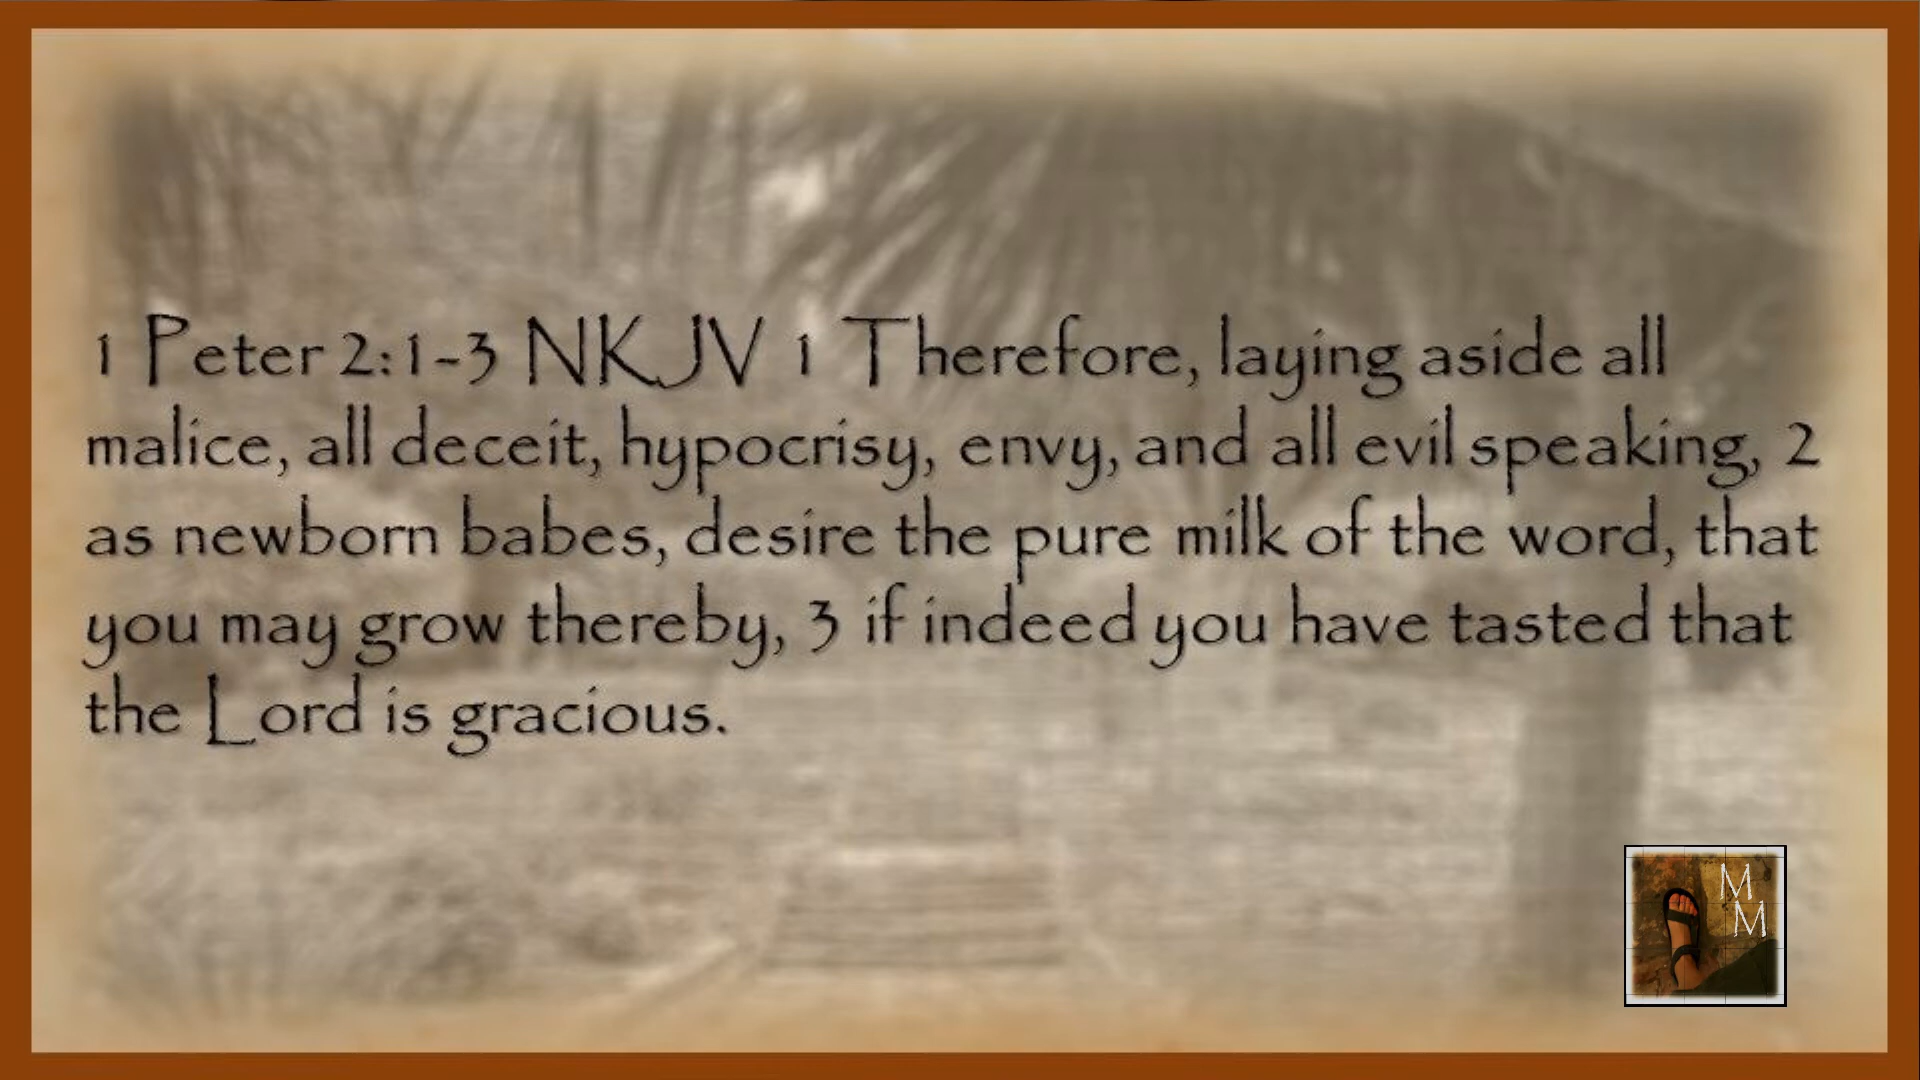 1 Peter 2:1-3 NKJV 1 Therefore, laying aside all
malice, all deceit, hypocrisy, envy, and all evil speaking, 2
as newborn babes, desire the pure milk of the word, that
you may grow thereby, 3 if indeed you have tasted that
the Lord is gracious.
M
M